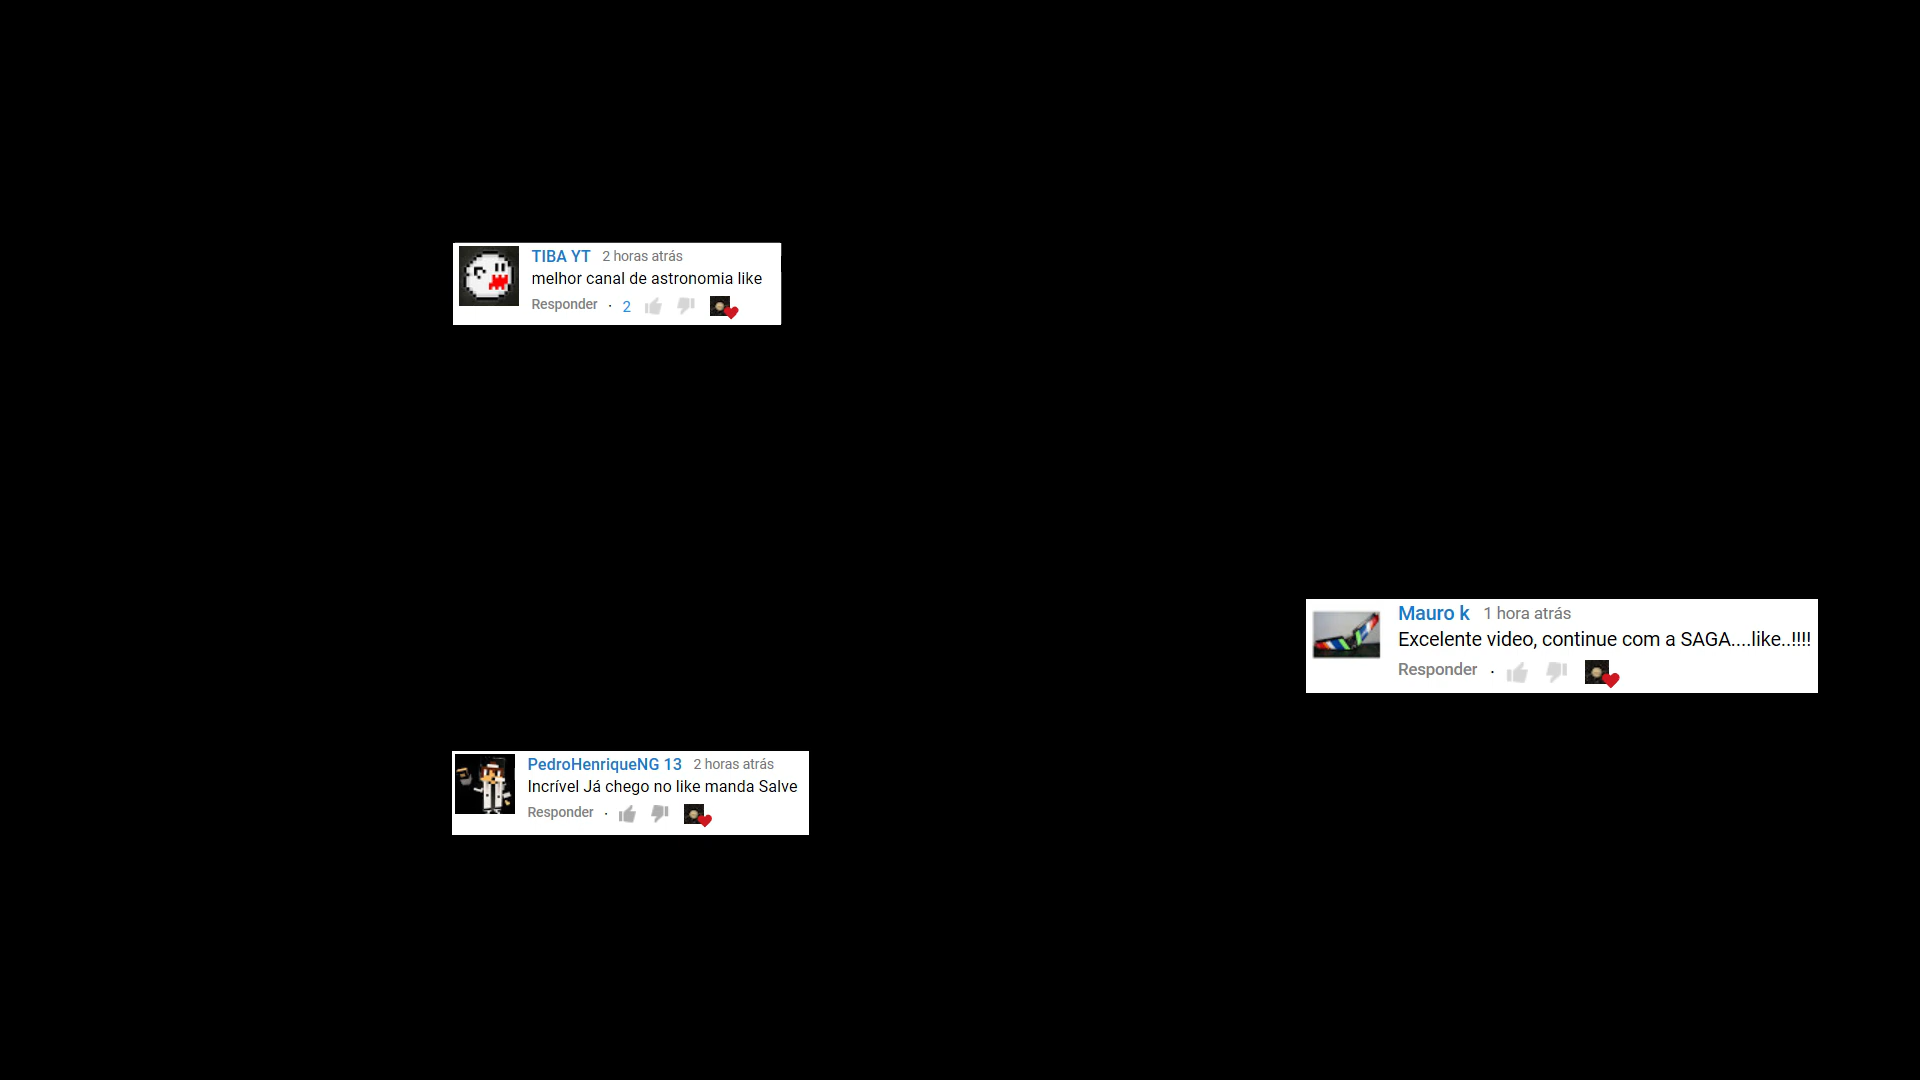 TIBA YT 2 horas atrás
melhor canal de astronomia like
Responder · 2
Mauro k 1 hora atrás
Excelente video, continue com a SAGA....like..!!!!
Responder ·
PedroHenriqueNG 13 2 horas atrás
Incrível Já chego no like manda Salve
Responder ·